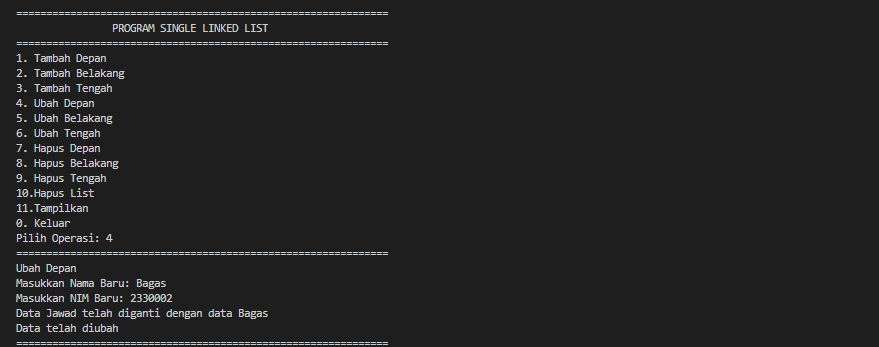 ==============================================================
PROGRAM SINGLE LINKED LIST
==============================================================
1. Tambah Depan
2. Tambah Belakang
3. Tambah Tengah
4. Ubah Depan
5. Ubah Belakang
6. Ubah Tengah
7. Hapus Depan
8. Hapus Belakang
9. Hapus Tengah
10.Hapus List
11.Tampilkan
0. Keluar
Pilih Operasi: 4
==============================================================
Ubah Depan
Masukkan Nama Baru: Bagas
Masukkan NIM Baru: 2330002
Data Jawad telah diganti dengan data Bagas
Data telah diubah
==============================================================